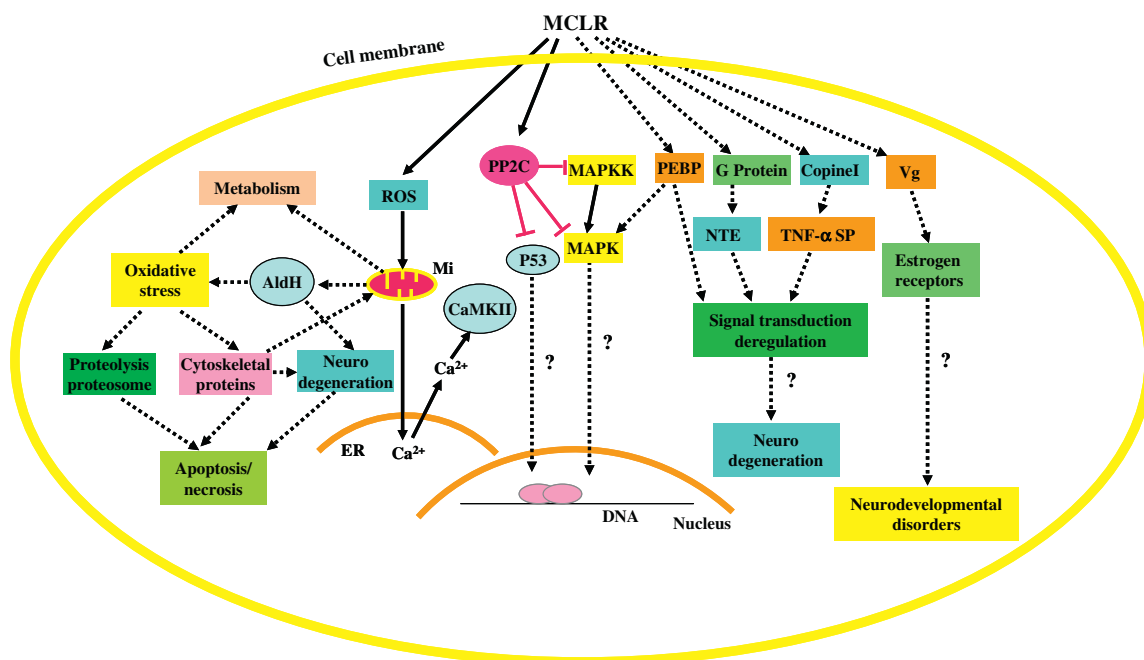 MCLR
Cell membrane
PP2C
MAPKK
PEBP
G Protein
CopineI
Vg
Metabolism
ROS
NTE
TNF-α SP
MAPK
P53
Oxidative
stress
AldH
Mi
Estrogen
receptors
CaMKII
Signal transduction
deregulation
Proteolysis
proteosome
Cytoskeletal
proteins
Neuro
degeneration
Ca²⁺
?
?
?
?
ER
Ca²⁺
Neuro
degeneration
Apoptosis/
necrosis
DNA
Nucleus
Neurodevelopmental
disorders